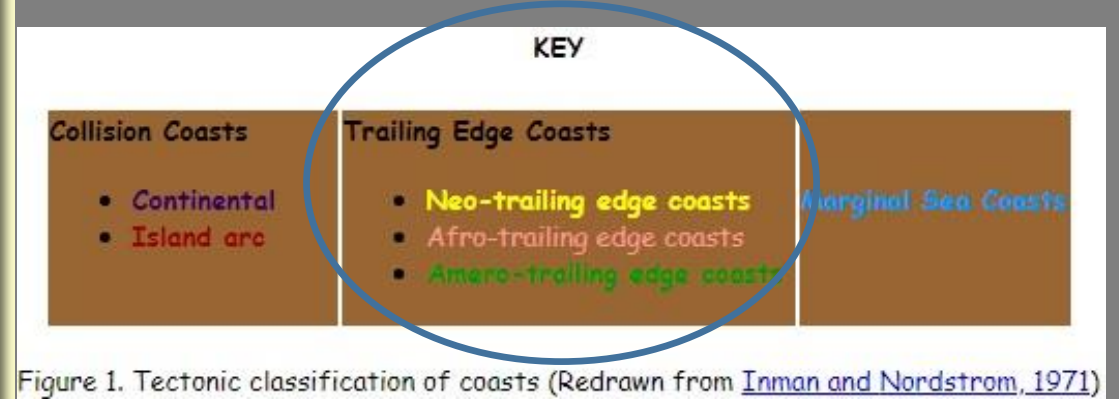 KEY
Collision Coasts
• Continental
• Island arc
Trailing Edge Coasts
• Neo-trailing edge coasts
• Afro-trailing edge coasts
• Amero-trailing edge coasts
Marginal Sea Coasts
Figure 1. Tectonic classification of coasts (Redrawn from Inman and Nordstrom, 1971)